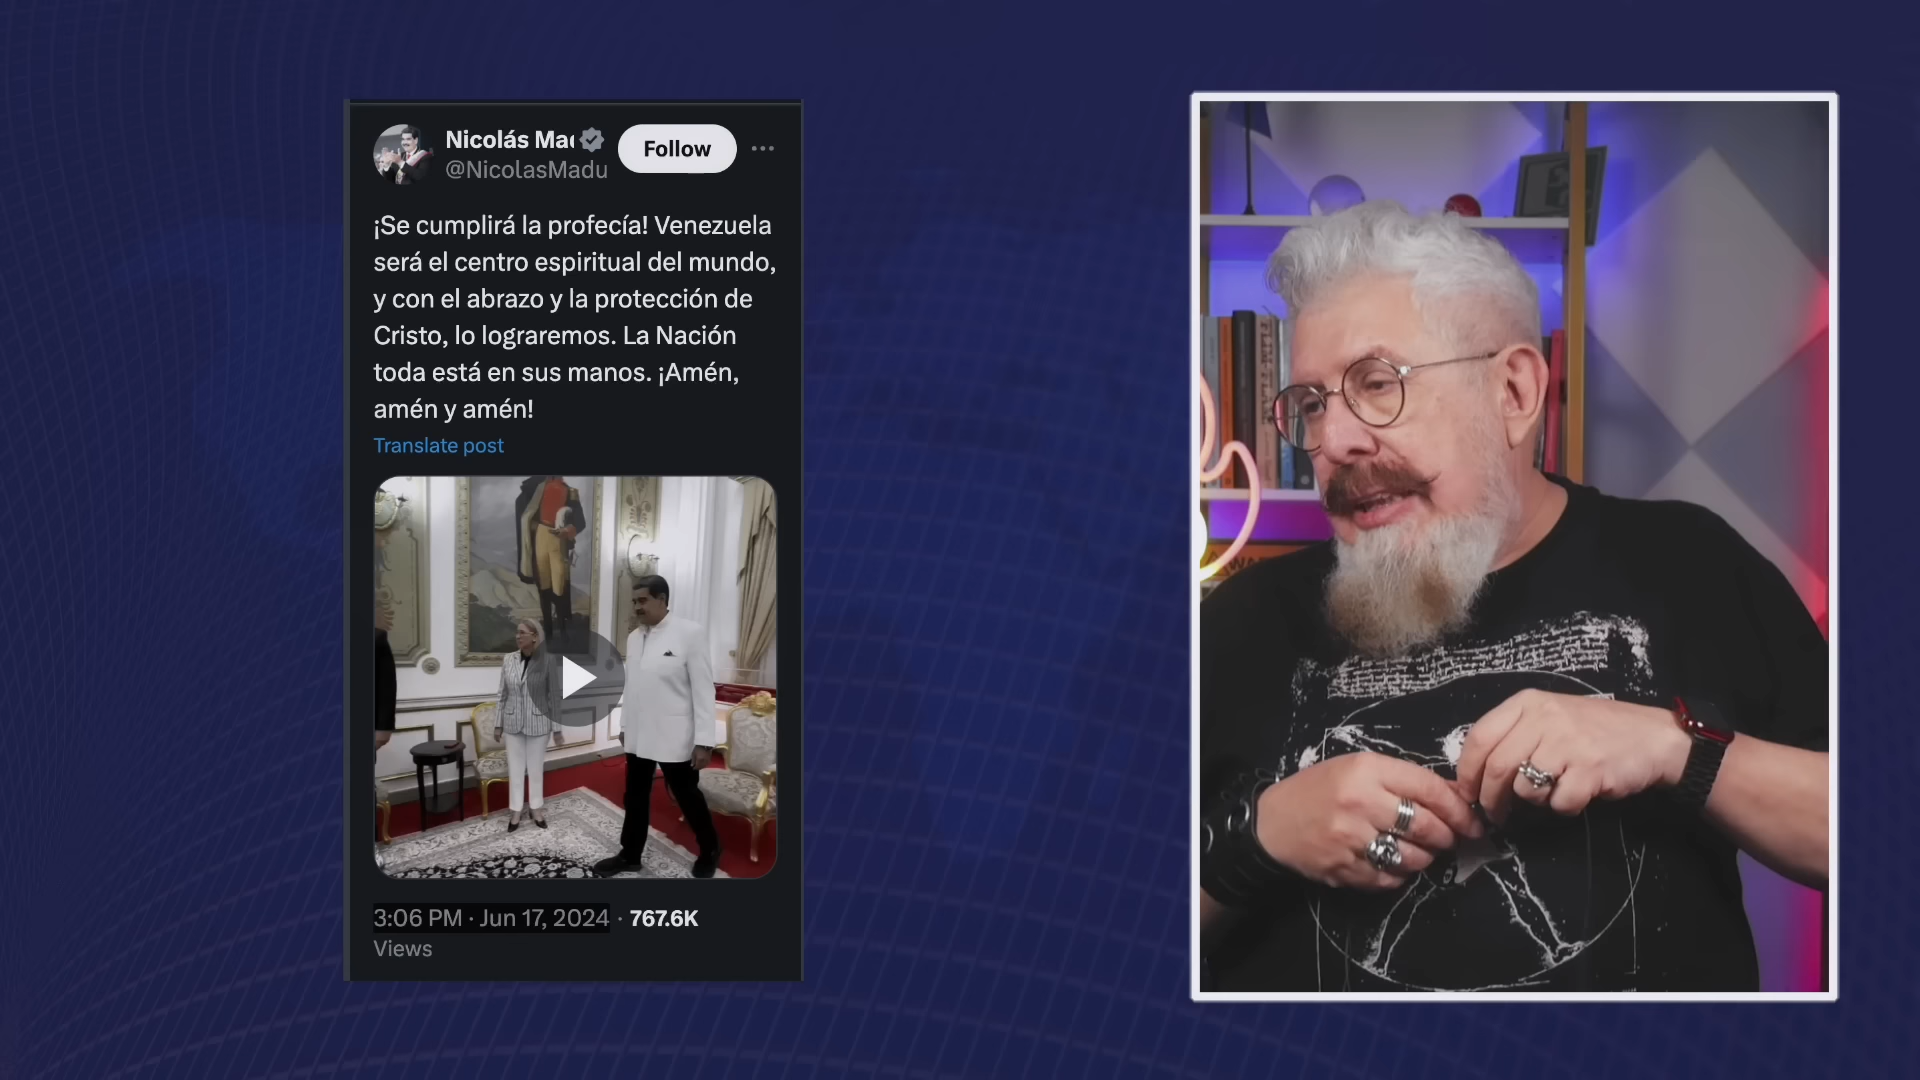 Nicolás Mad
@NicolasMadu
Follow
¡Se cumplirá la profecía! Venezuela
será el centro espiritual del mundo,
y con el abrazo y la protección de
Cristo, lo lograremos. La Nación
toda está en sus manos. ¡Amén,
amén y amén!
Translate post
3:06 PM · Jun 17, 2024 · 767.6K
Views